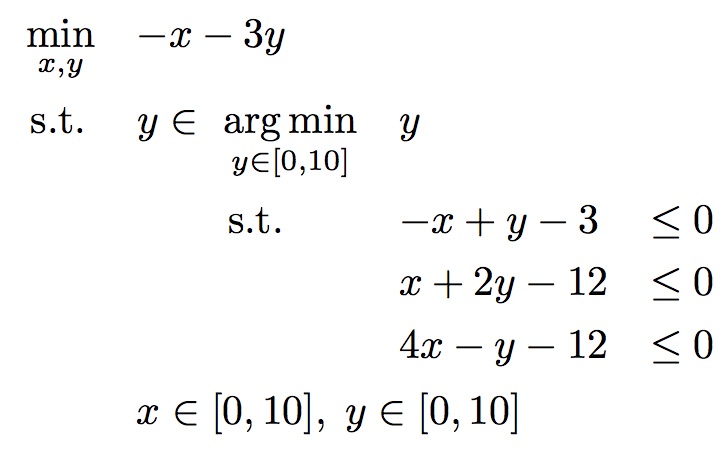 min −x − 3y
x,y
s.t. y ∈ arg min y
y∈[0,10]
s.t. −x + y − 3 ≤ 0
x + 2y − 12 ≤ 0
4x − y − 12 ≤ 0
x ∈ [0, 10], y ∈ [0, 10]